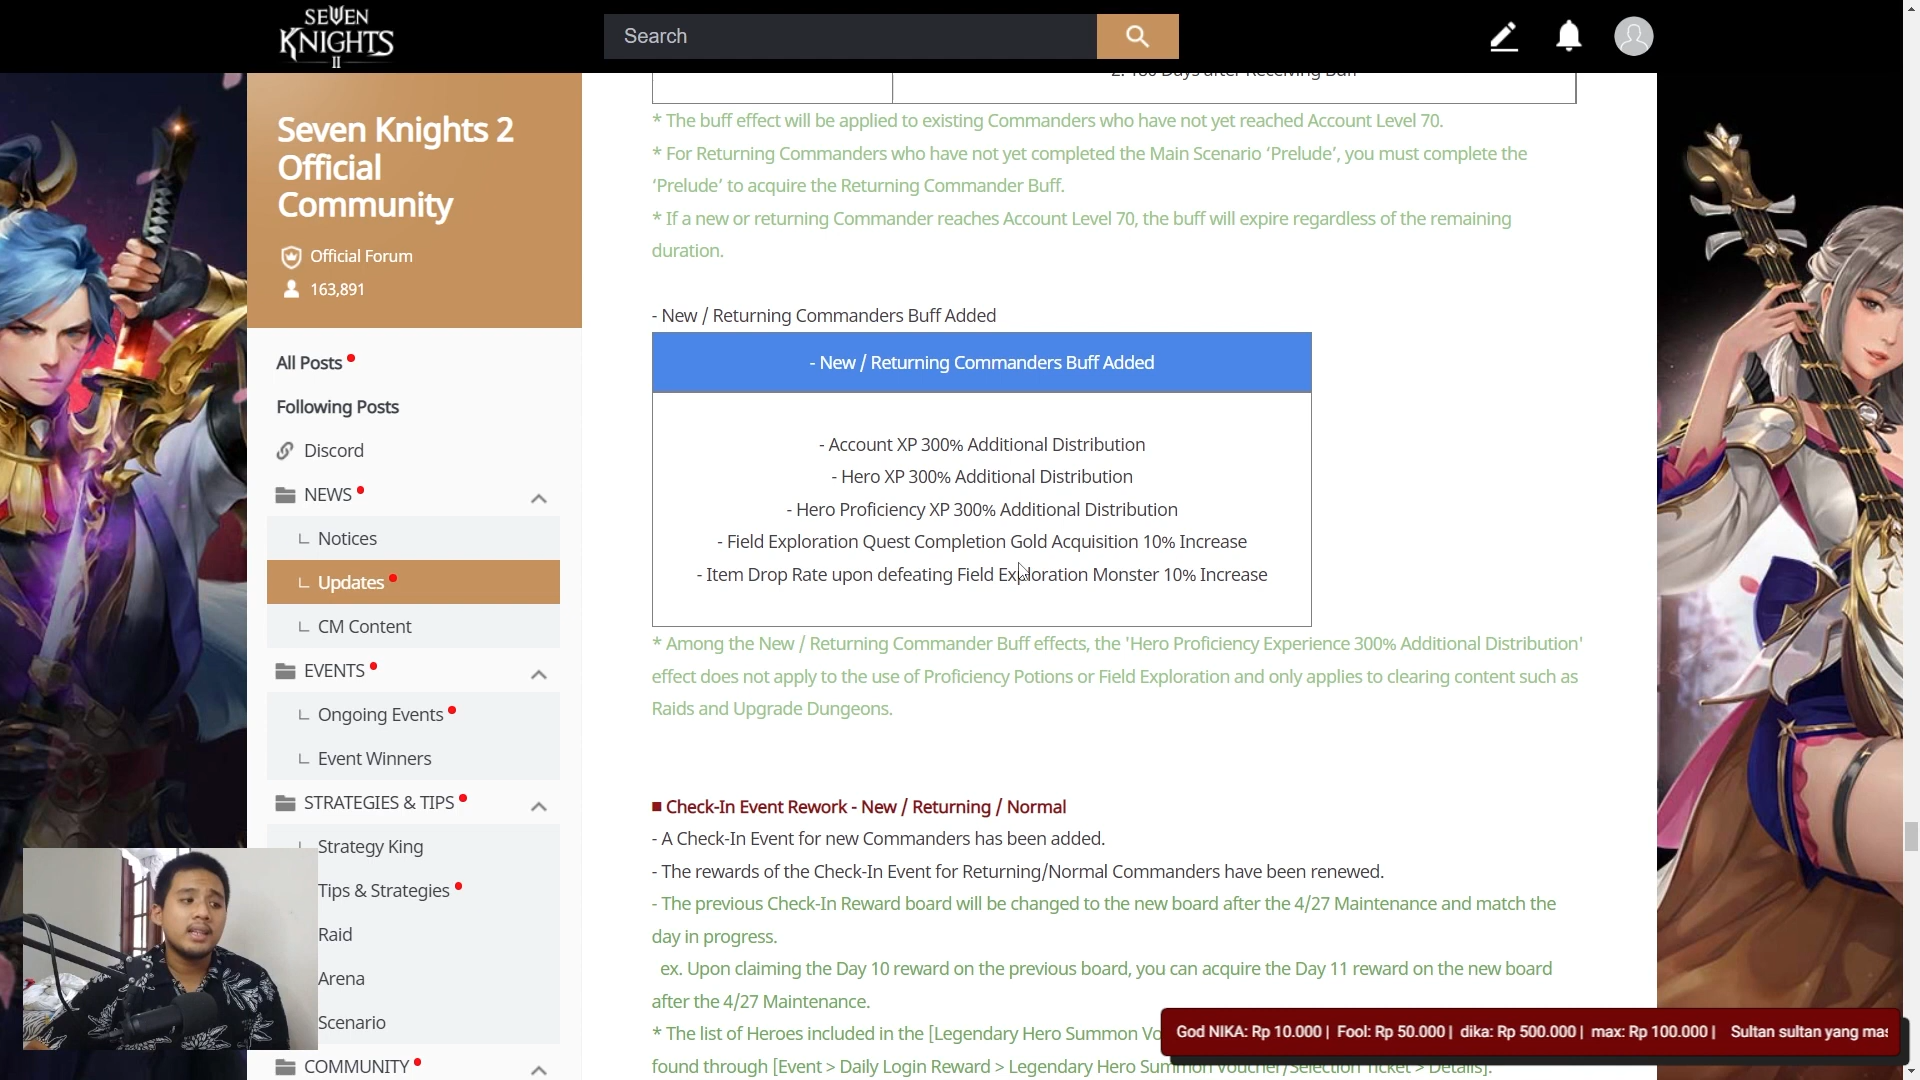 SEVEN
KNIGHTS
II
Search
Seven Knights 2
Official
Community
Official Forum
163,891
All Posts
Following Posts
Discord
NEWS
Notices
Updates
CM Content
EVENTS
Ongoing Events
Event Winners
STRATEGIES & TIPS
Strategy King
Tips & Strategies
Raid
Arena
Scenario
COMMUNITY
2. 180 Days after Receiving Buff
* The buff effect will be applied to existing Commanders who have not yet reached Account Level 70.
* For Returning Commanders who have not yet completed the Main Scenario ‘Prelude’, you must complete the
‘Prelude’ to acquire the Returning Commander Buff.
* If a new or returning Commander reaches Account Level 70, the buff will expire regardless of the remaining
duration.
- New / Returning Commanders Buff Added
- New / Returning Commanders Buff Added
- Account XP 300% Additional Distribution
- Hero XP 300% Additional Distribution
- Hero Proficiency XP 300% Additional Distribution
- Field Exploration Quest Completion Gold Acquisition 10% Increase
- Item Drop Rate upon defeating Field Exploration Monster 10% Increase
* Among the New / Returning Commander Buff effects, the 'Hero Proficiency Experience 300% Additional Distribution'
effect does not apply to the use of Proficiency Potions or Field Exploration and only applies to clearing content such as
Raids and Upgrade Dungeons.
■ Check-In Event Rework - New / Returning / Normal
- A Check-In Event for new Commanders has been added.
- The rewards of the Check-In Event for Returning/Normal Commanders have been renewed.
- The previous Check-In Reward board will be changed to the new board after the 4/27 Maintenance and match the
day in progress.
ex. Upon claiming the Day 10 reward on the previous board, you can acquire the Day 11 reward on the new board
after the 4/27 Maintenance.
* The list of Heroes included in the [Legendary Hero Summon Vo
found through [Event > Daily Login Reward > Legendary Hero Summon Voucher/Selection Ticket > Details].
God NIKA: Rp 10.000 | Fool: Rp 50.000 | dika: Rp 500.000 | max: Rp 100.000 | Sultan sultan yang mas